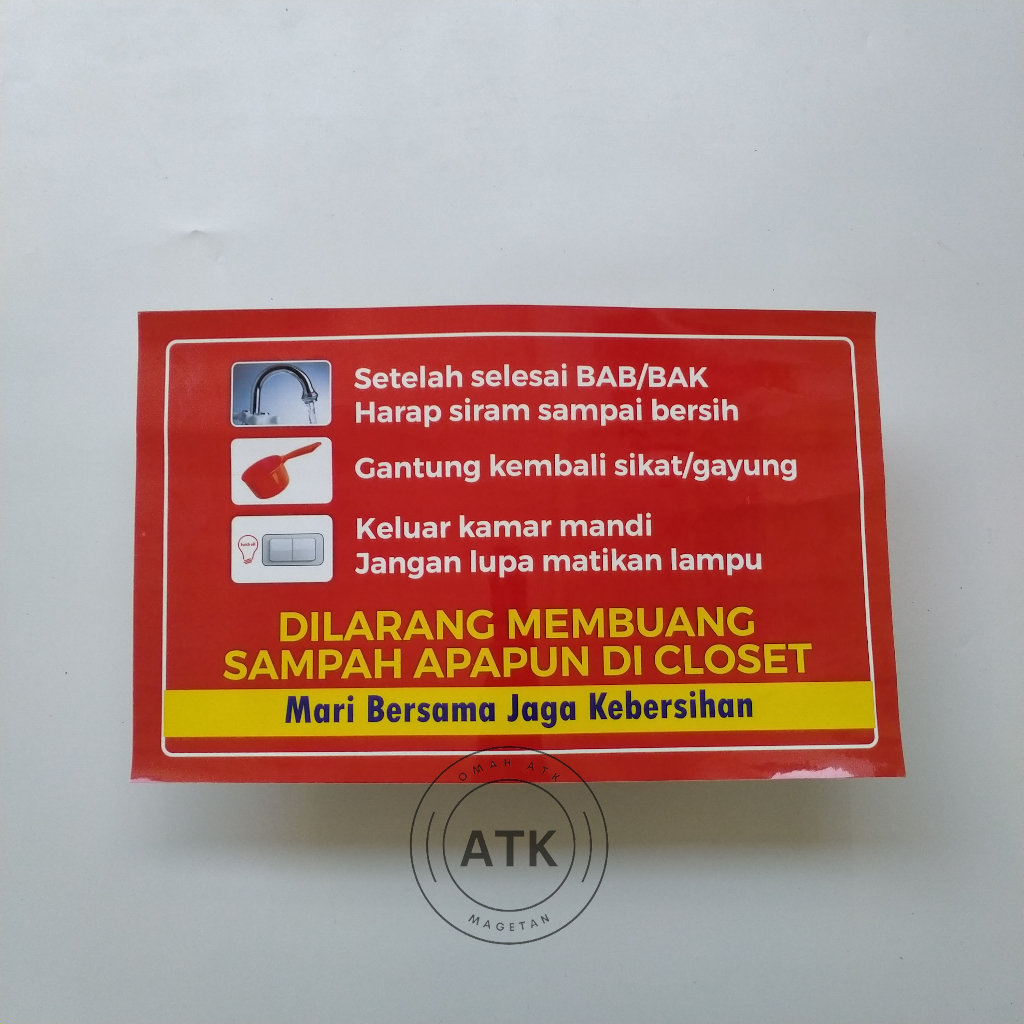 Setelah selesai BAB/BAK
Harap siram sampai bersih
Gantung kembali sikat/gayung
Keluar kamar mandi
Jangan lupa matikan lampu
DILARANG MEMBUANG
SAMPAH APAPUN DI CLOSET
Mari Bersama Jaga Kebersihan
OMAH ATK
ATK
MAGETAN